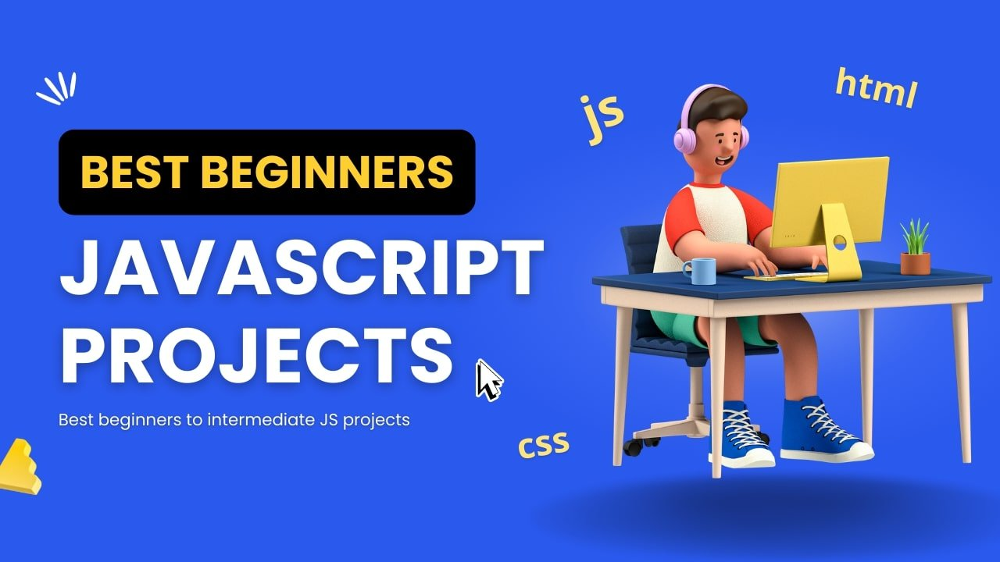 BEST BEGINNERS
JAVASCRIPT
PROJECTS
Best beginners to intermediate JS projects
js
html
css